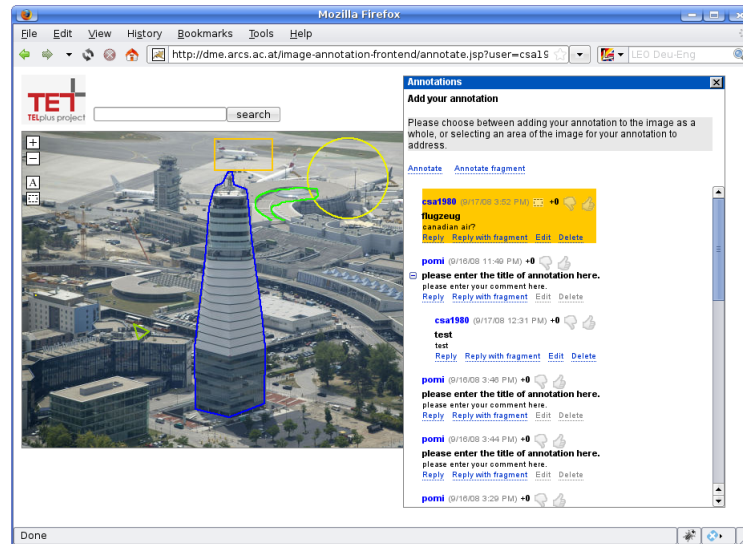 Mozilla Firefox
File Edit View History Bookmarks Tools Help
http://dme.arcs.ac.at/image-annotation-frontend/annotate.jsp?user=csa19
LEO Deu-Eng
TEL
TELplus project
search
+
−
A
Annotations
Add your annotation
Please choose between adding your annotation to the image as a
whole, or selecting an area of the image for your annotation to
address.
Annotate Annotate fragment
csa1980 (9/17/08 3:52 PM) +0
flugzeug
canadian air?
Reply Reply with fragment Edit Delete
pomi (9/16/08 11:49 PM) +0
please enter the title of annotation here.
please enter your comment here.
Reply Reply with fragment Edit Delete
csa1980 (9/17/08 12:31 PM) +0
test
test
Reply Reply with fragment Edit Delete
pomi (9/16/08 3:46 PM) +0
please enter the title of annotation here.
please enter your comment here.
Reply Reply with fragment Edit Delete
pomi (9/16/08 3:44 PM) +0
please enter the title of annotation here.
please enter your comment here.
Reply Reply with fragment Edit Delete
pomi (9/16/08 3:29 PM) +0
Done